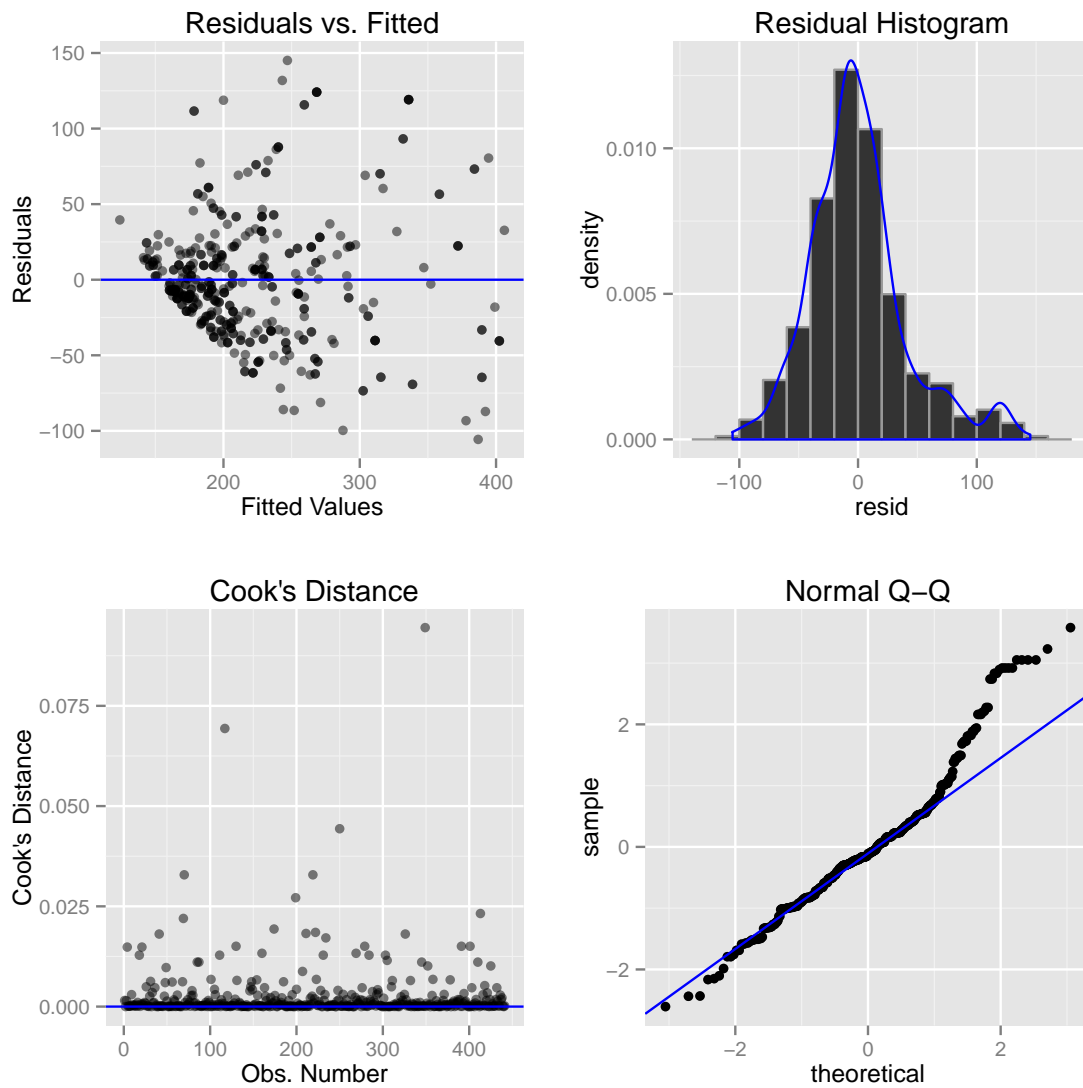 Residuals vs. Fitted
150
100
50
0
−50
−100
Residuals
200
300
400
Fitted Values
Residual Histogram
0.010
0.005
0.000
density
−100
0
100
resid
Cook's Distance
0.075
0.050
0.025
0.000
Cook's Distance
0
100
200
300
400
Obs. Number
Normal Q−Q
2
0
−2
sample
−2
0
2
theoretical